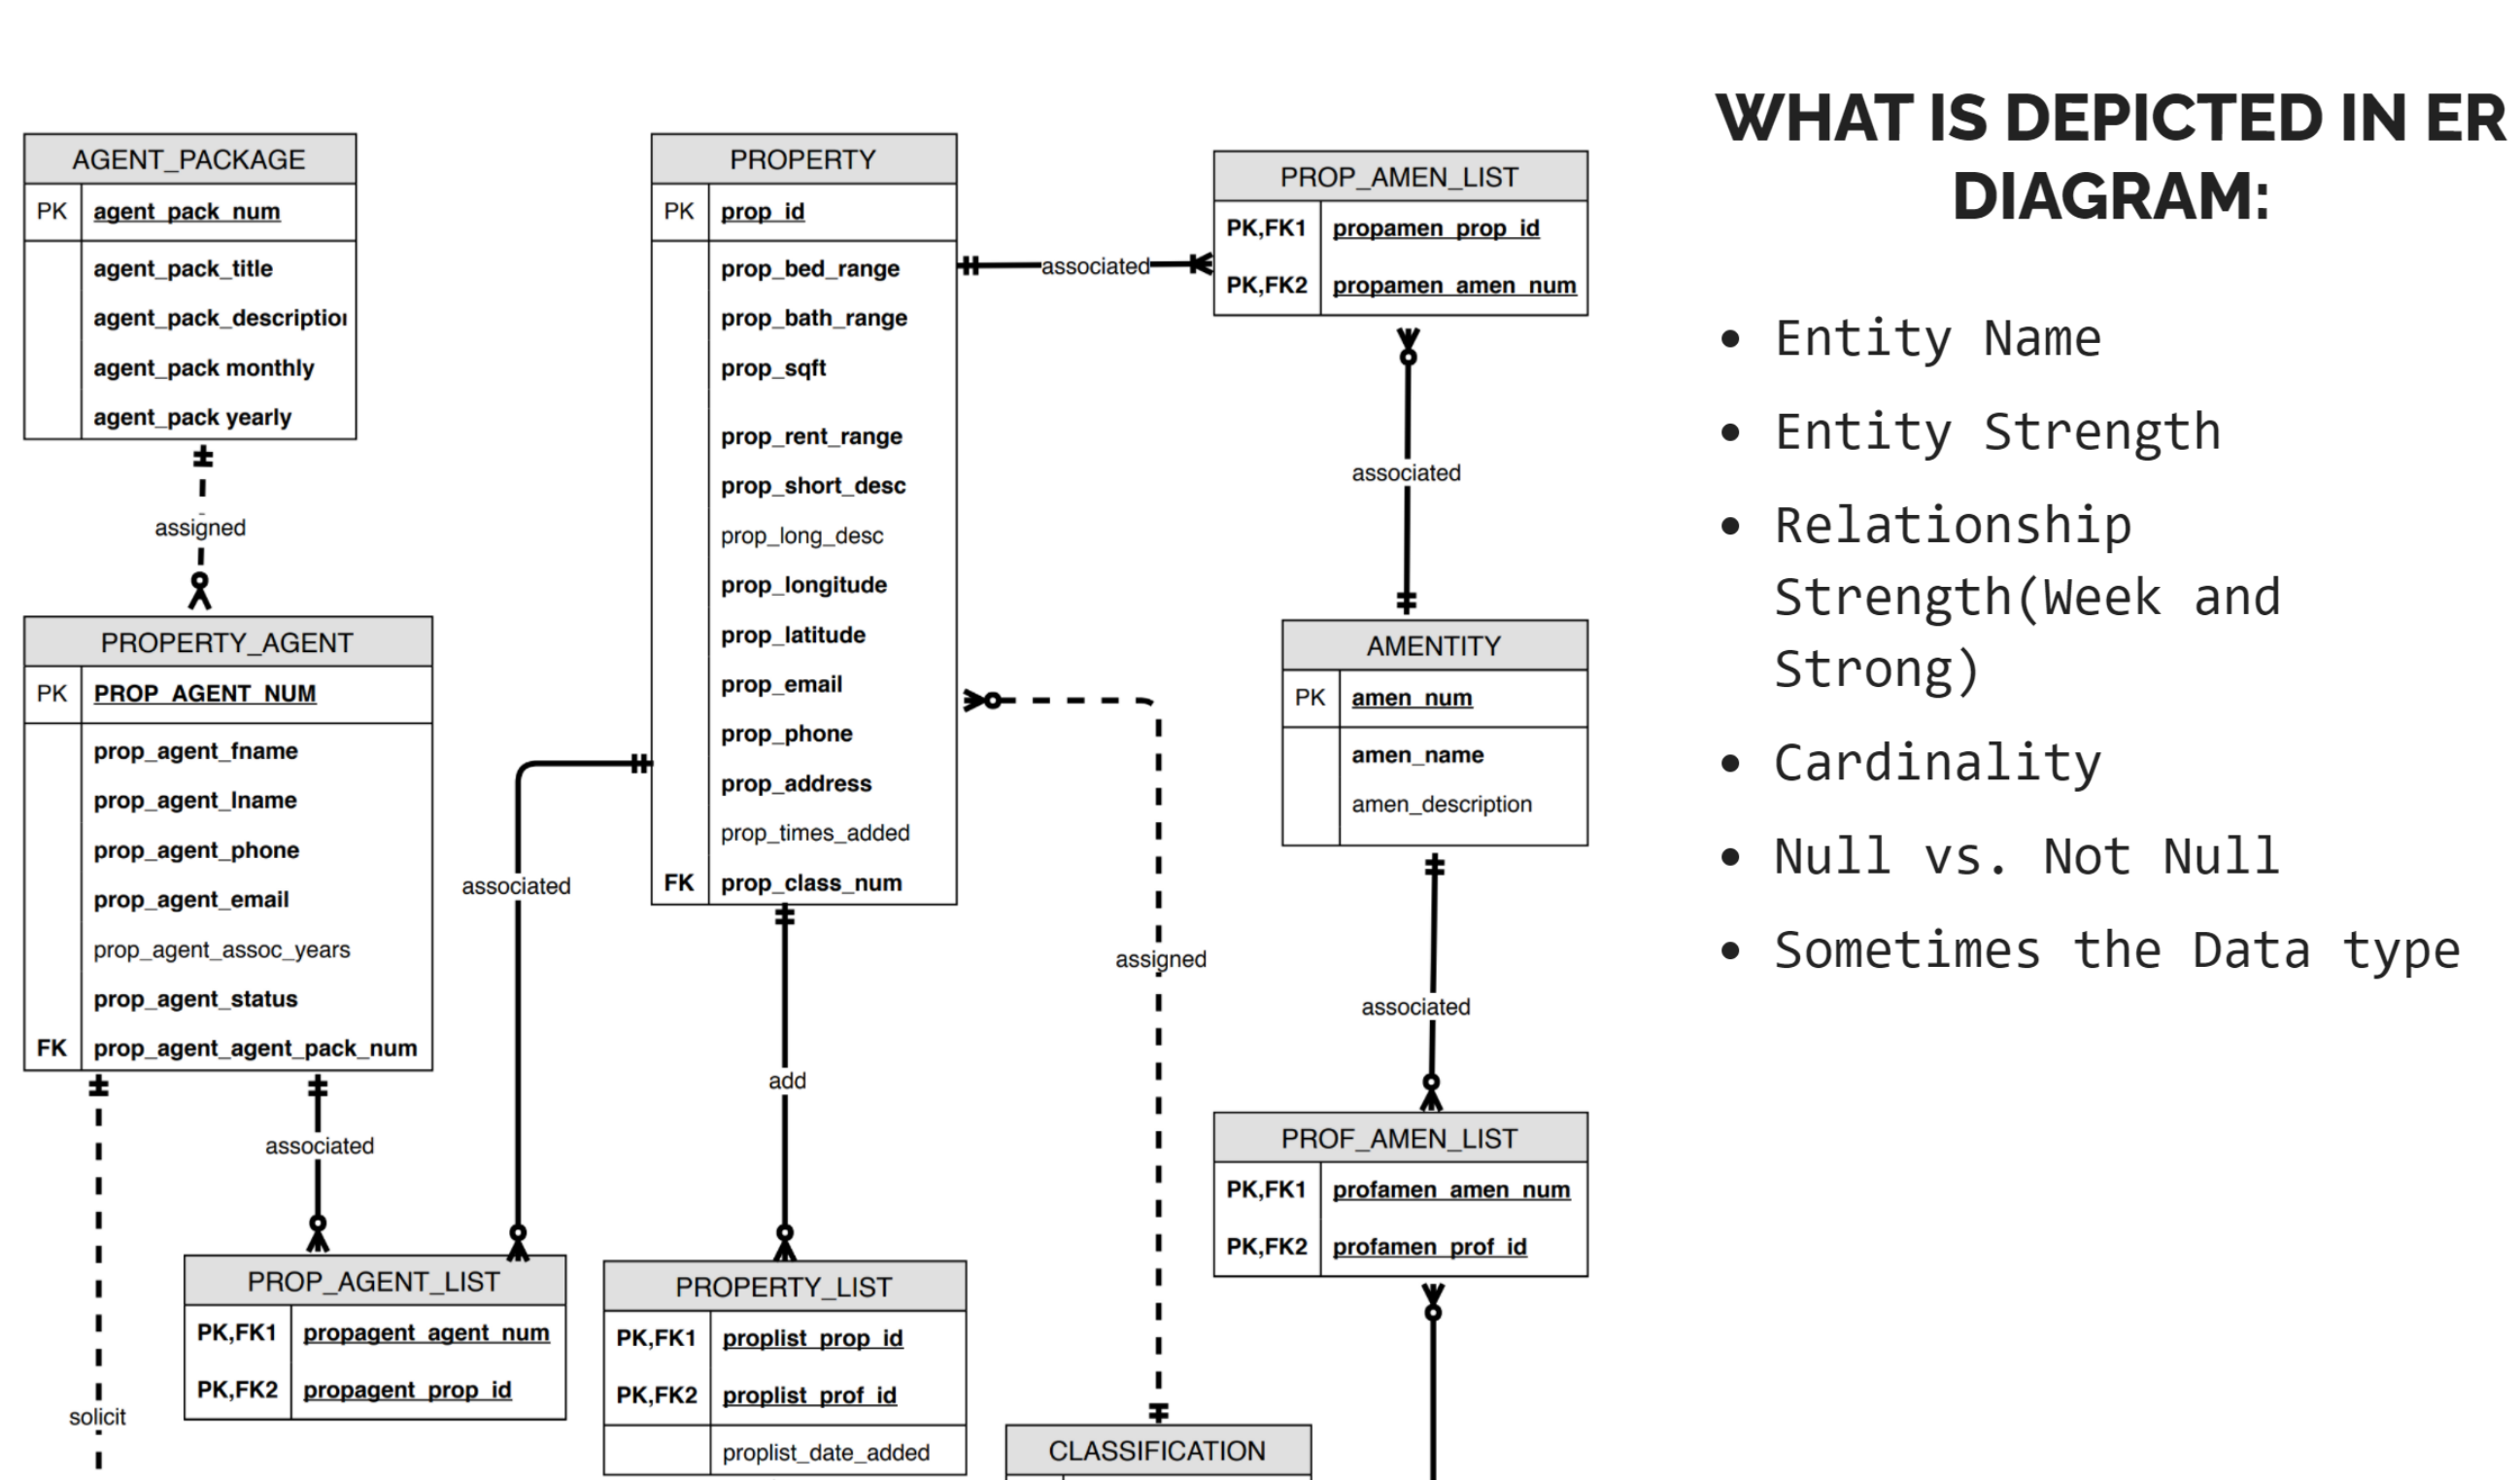 WHAT IS DEPICTED IN ER
DIAGRAM:
• Entity Name
• Entity Strength
• Relationship
Strength(Week and
Strong)
• Cardinality
• Null vs. Not Null
• Sometimes the Data type
AGENT_PACKAGE
PK agent_pack_num
agent_pack_title
agent_pack_description
agent_pack monthly
agent_pack yearly
assigned
PROPERTY_AGENT
PK PROP_AGENT_NUM
prop_agent_fname
prop_agent_lname
prop_agent_phone
prop_agent_email
prop_agent_assoc_years
prop_agent_status
FK prop_agent_agent_pack_num
solicit
associated
PROP_AGENT_LIST
PK,FK1 propagent_agent_num
PK,FK2 propagent_prop_id
associated
PROPERTY
PK prop_id
prop_bed_range
prop_bath_range
prop_sqft
prop_rent_range
prop_short_desc
prop_long_desc
prop_longitude
prop_latitude
prop_email
prop_phone
prop_address
prop_times_added
FK prop_class_num
add
PROPERTY_LIST
PK,FK1 proplist_prop_id
PK,FK2 proplist_prof_id
proplist_date_added
associated
PROP_AMEN_LIST
PK,FK1 propamen_prop_id
PK,FK2 propamen_amen_num
associated
AMENTITY
PK amen_num
amen_name
amen_description
associated
PROF_AMEN_LIST
PK,FK1 profamen_amen_num
PK,FK2 profamen_prof_id
assigned
CLASSIFICATION